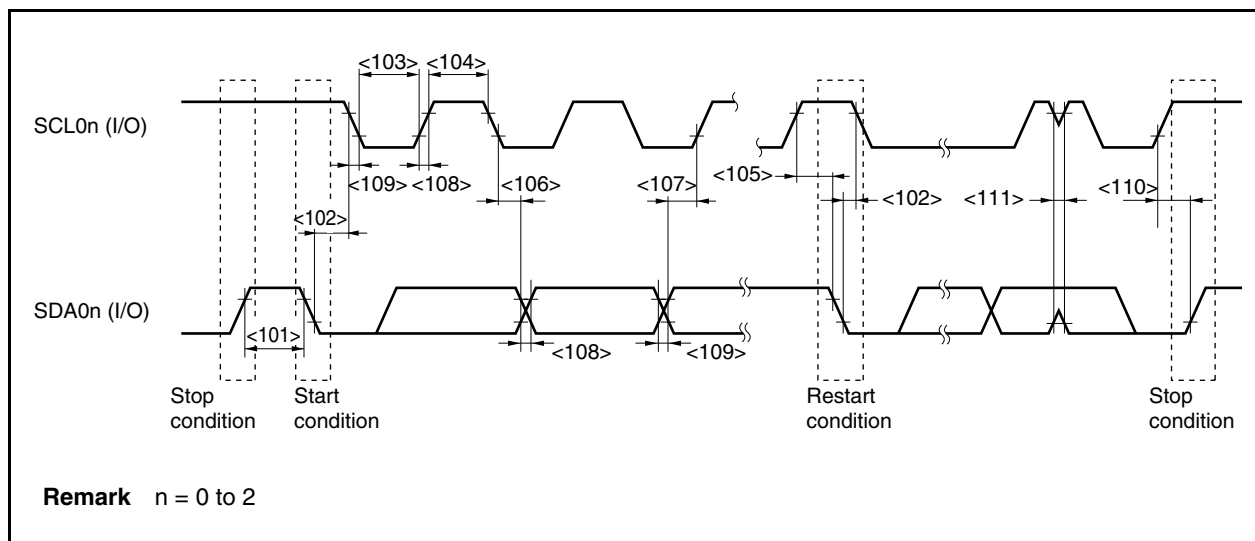 <103> <104>
SCL0n (I/O)
<109> <108> <106> <107> <105> <102> <111> <110>
<102>
SDA0n (I/O)
<101>
<108> <109>
Stop
condition
Start
condition
Restart
condition
Stop
condition
Remark n = 0 to 2